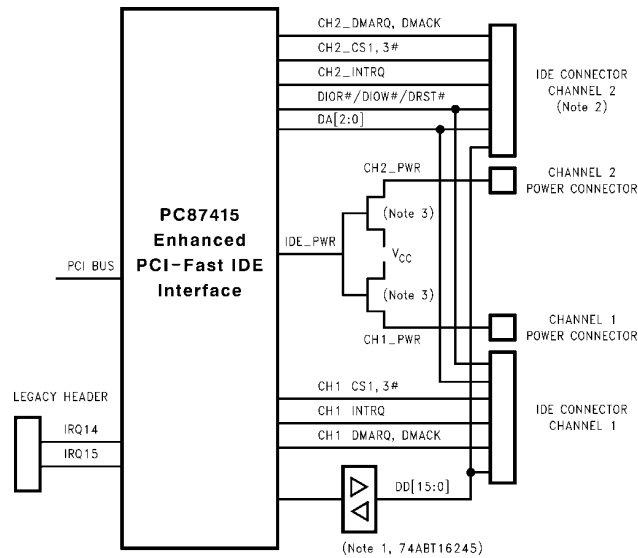 CH2_DMARQ, DMACK
CH2_CS1,3#
CH2_INTRQ
DIOR#/DIOW#/DRST#
DA[2:0]
IDE CONNECTOR
CHANNEL 2
(Note 2)
CH2_PWR
CHANNEL 2
POWER CONNECTOR
PC87415
Enhanced
PCI-Fast IDE
Interface
(Note 3)
IDE_PWR
VCC
PCI BUS
(Note 3)
CH1_PWR
CHANNEL 1
POWER CONNECTOR
LEGACY HEADER
IRQ14
IRQ15
CH1 CS1,3#
CH1 INTRQ
CH1 DMARQ, DMACK
IDE CONNECTOR
CHANNEL 1
DD[15:0]
(Note 1, 74ABT16245)